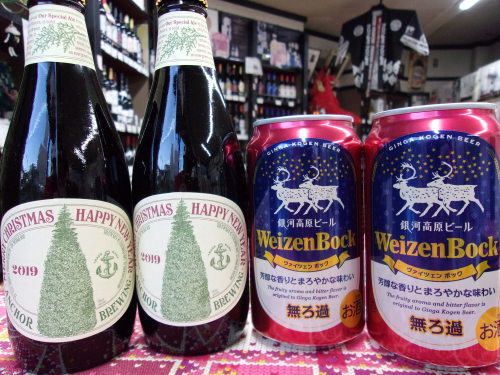 Our Special Ale
CHRISTMAS HAPPY NEW YEAR
2019
ANCHOR BREWING
Our Special Ale
CHRISTMAS HAPPY NEW YEAR
2019
ANCHOR BREWING
GINGA KOGEN BEER
銀河高原ビール
WeizenBock
ヴァイツェン ボック
芳醇な香りとまろやかな味わい
The fruity aroma and bitter flavor is
original to Ginga Kogen Beer.
無ろ過
お酒
GINGA KOGEN BEER
銀河高原ビール
WeizenBock
ヴァイツェン ボック
芳醇な香りとまろやかな味わい
The fruity aroma and bitter flavor is
original to Ginga Kogen Beer.
無ろ過
お酒